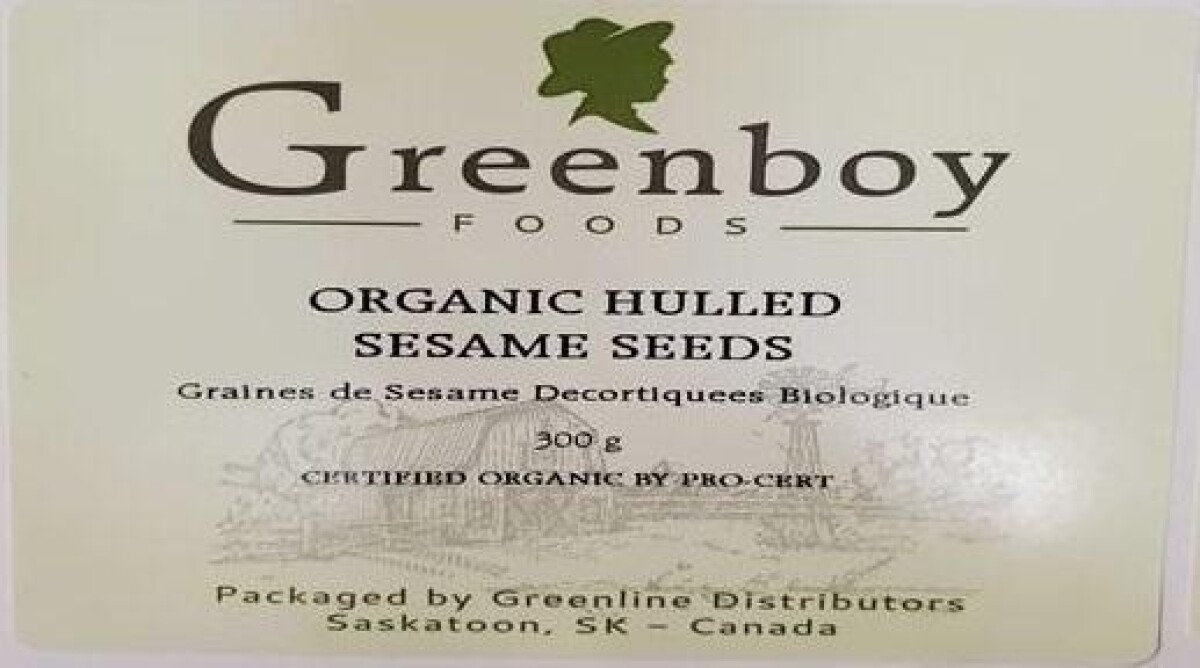 Greenboy
FOODS
ORGANIC HULLED
SESAME SEEDS
Graines de Sesame Decortiquees Biologique
300 g
CERTIFIED ORGANIC BY PRO-CERT
Packaged by Greenline Distributors
Saskatoon, SK – Canada